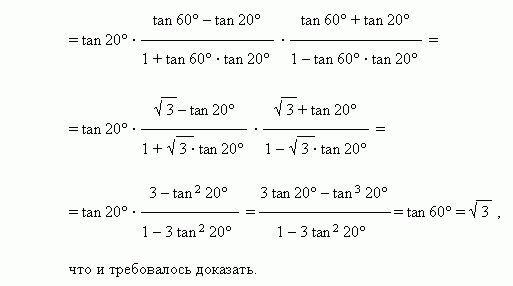 = tan 20° · (tan 60° – tan 20°)/(1 + tan 60° · tan 20°) · (tan 60° + tan 20°)/(1 – tan 60° · tan 20°) =
= tan 20° · (√3 – tan 20°)/(1 + √3 · tan 20°) · (√3 + tan 20°)/(1 – √3 · tan 20°) =
= tan 20° · (3 – tan² 20°)/(1 – 3 tan² 20°) = (3 tan 20° – tan³ 20°)/(1 – 3 tan² 20°) = tan 60° = √3 ,
что и требовалось доказать.